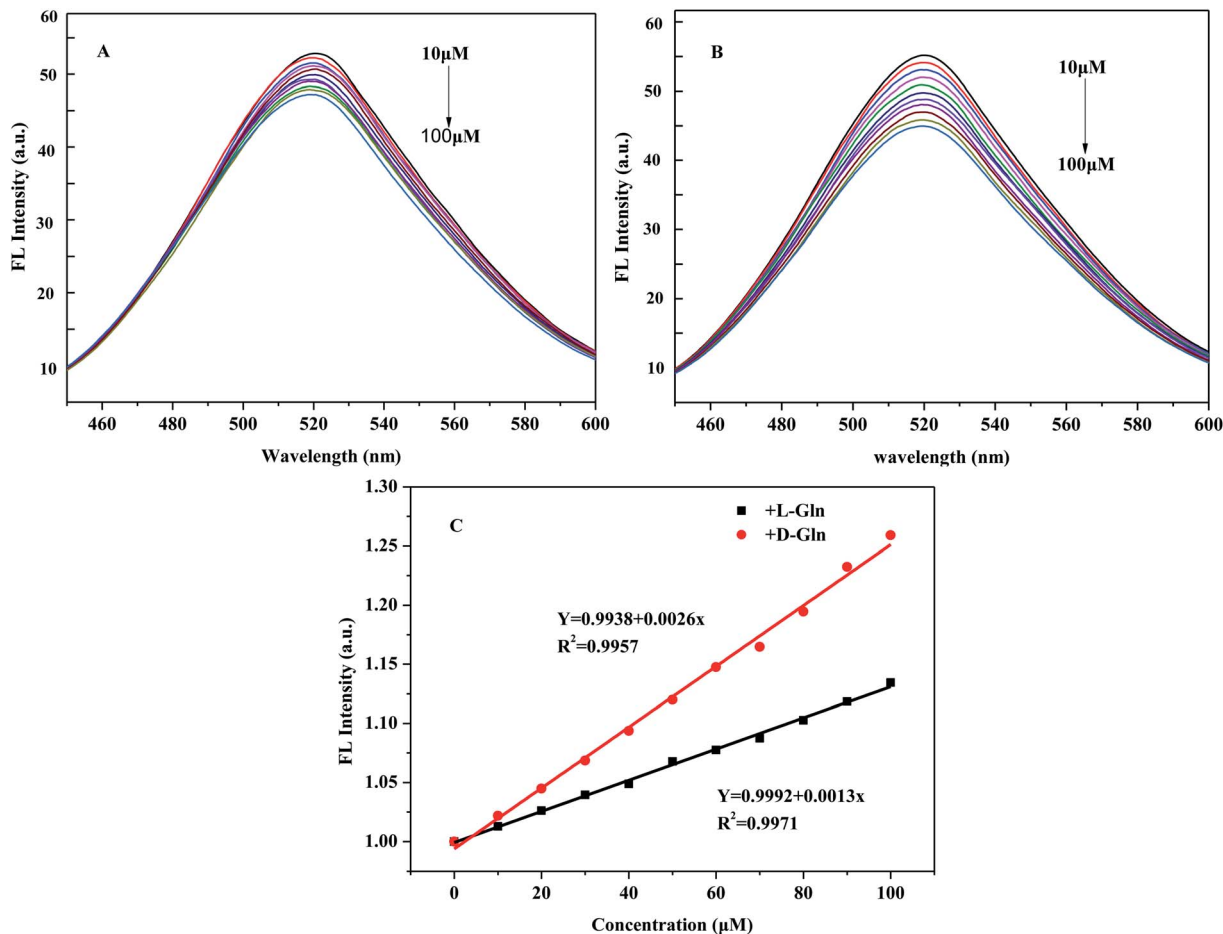 A
10μM
100μM
60
50
40
30
20
10
FL Intensity (a.u.)
460 480 500 520 540 560 580 600
Wavelength (nm)
B
10μM
100μM
60
50
40
30
20
10
FL Intensity (a.u.)
460 480 500 520 540 560 580 600
wavelength (nm)
C
+L-Gln
+D-Gln
Y=0.9938+0.0026x
R²=0.9957
Y=0.9992+0.0013x
R²=0.9971
1.30
1.25
1.20
1.15
1.10
1.05
1.00
FL Intensity (a.u.)
0 20 40 60 80 100
Concentration (μM)